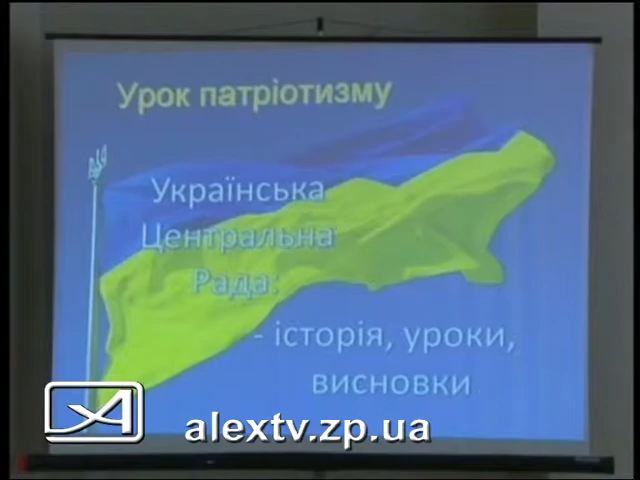 Урок патріотизму
Українська
Центральна
Рада:
- історія, уроки,
висновки
alextv.zp.ua